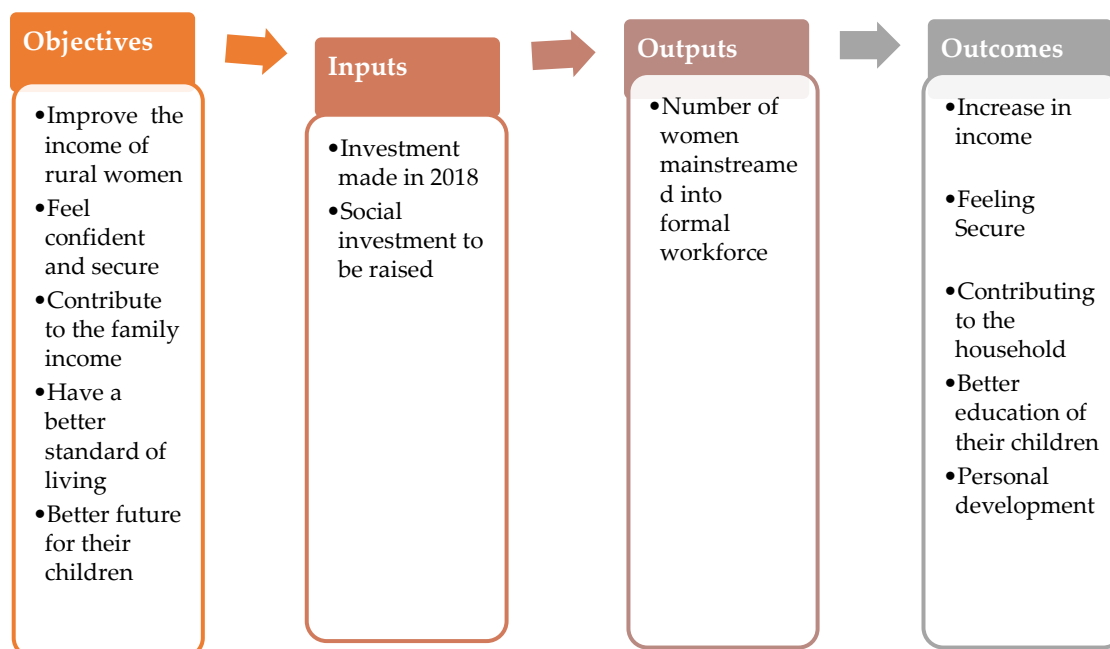 Objectives
•Improve the
income of
rural women
•Feel
confident
and secure
•Contribute
to the family
income
•Have a
better
standard of
living
•Better future
for their
children
Inputs
•Investment
made in 2018
•Social
investment to
be raised
Outputs
•Number of
women
mainstreame
d into
formal
workforce
Outcomes
•Increase in
income
•Feeling
Secure
•Contributing
to the
household
•Better
education of
their children
•Personal
development